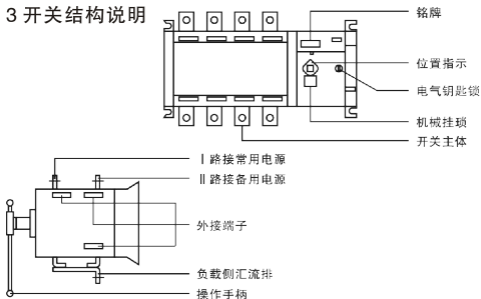 3 开关结构说明
铭牌
位置指示
电气钥匙锁
机械挂琐
开关主体
Ⅰ路接常用电源
Ⅱ路接备用电源
外接端子
负载侧汇流排
操作手柄